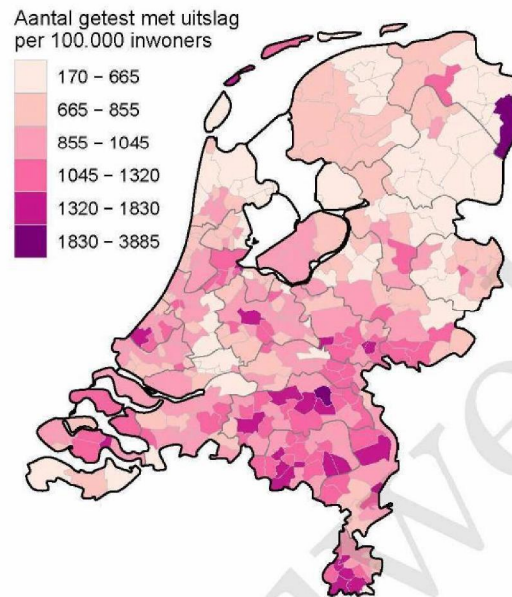 Aantal getest met uitslag
per 100.000 inwoners
170 – 665
665 – 855
855 – 1045
1045 – 1320
1320 – 1830
1830 – 3885